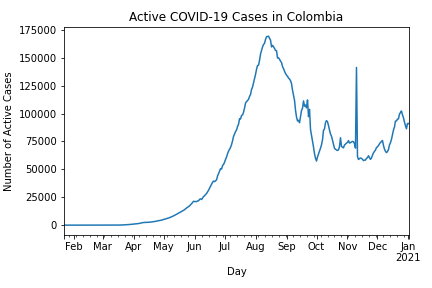 Active COVID-19 Cases in Colombia
Number of Active Cases
175000
150000
125000
100000
75000
50000
25000
0
Feb Mar Apr May Jun Jul Aug Sep Oct Nov Dec Jan
2021
Day